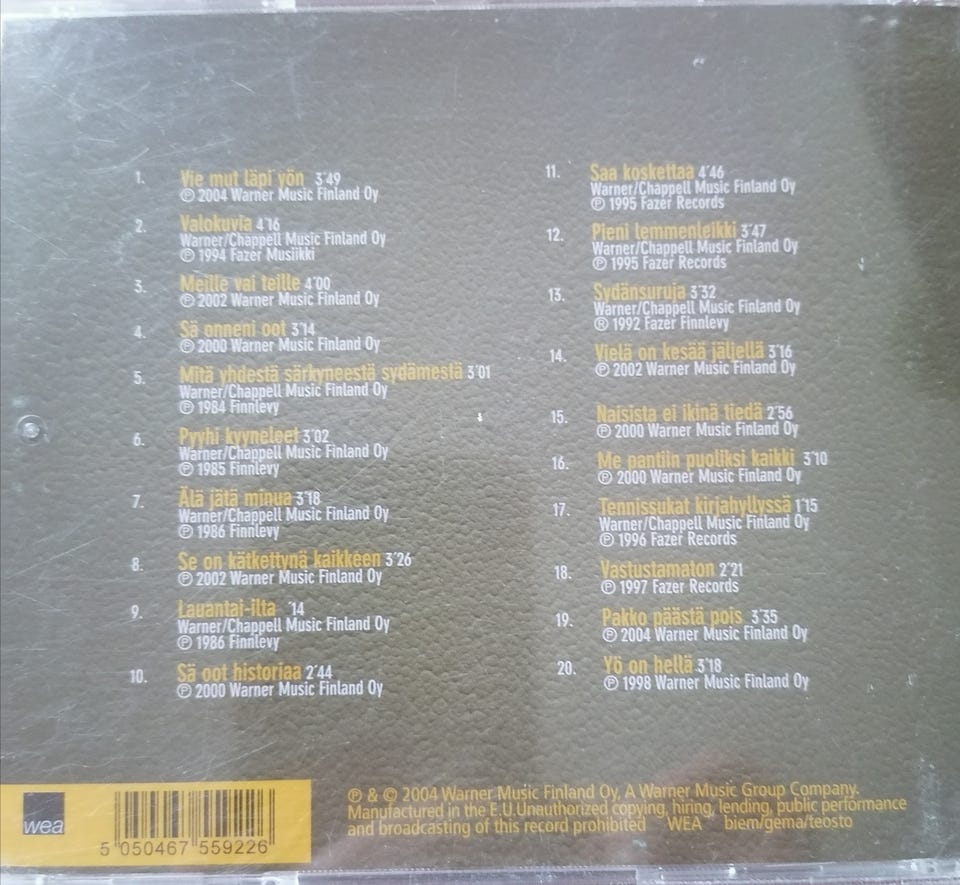 1. Vie mut läpi yön 3'49
℗ 2004 Warner Music Finland Oy
2. Valokuvia 4'16
Warner/Chappell Music Finland Oy
℗ 1994 Fazer Musiikki
3. Meille vai teille 4'00
℗ 2002 Warner Music Finland Oy
4. Sä onneni oot 3'14
℗ 2000 Warner Music Finland Oy
5. Mitä yhdestä särkyneestä sydämestä 3'01
Warner/Chappell Music Finland Oy
℗ 1984 Finnlevy
6. Pyyhi kyyneleet 3'02
Warner/Chappell Music Finland Oy
℗ 1985 Finnlevy
7. Älä jätä minua 3'18
Warner/Chappell Music Finland Oy
℗ 1986 Finnlevy
8. Se on kätkettynä kaikkeen 3'26
℗ 2002 Warner Music Finland Oy
9. Lauantai-ilta '14
Warner/Chappell Music Finland Oy
℗ 1986 Finnlevy
10. Sä oot historiaa 2'44
℗ 2000 Warner Music Finland Oy
11. Saa koskettaa 4'46
Warner/Chappell Music Finland Oy
℗ 1995 Fazer Records
12. Pieni lemmenleikki 3'47
Warner/Chappell Music Finland Oy
℗ 1995 Fazer Records
13. Sydänsuruja 3'32
Warner/Chappell Music Finland Oy
® 1992 Fazer Finnlevy
14. Vielä on kesää jäljellä 3'16
℗ 2002 Warner Music Finland Oy
15. Naisista ei ikinä tiedä 2'56
℗ 2000 Warner Music Finland Oy
16. Me pantiin puoliksi kaikki 3'10
℗ 2000 Warner Music Finland Oy
17. Tennissukat kirjahyllyssä 1'15
Warner/Chappell Music Finland Oy
℗ 1996 Fazer Records
18. Vastustamaton 2'21
℗ 1997 Fazer Records
19. Pakko päästä pois 3'35
℗ 2004 Warner Music Finland Oy
20. Yö on hellä 3'18
℗ 1998 Warner Music Finland Oy
wea
5 050467 559226
℗ & © 2004 Warner Music Finland Oy, A Warner Music Group Company.
Manufactured in the E.U.Unauthorized copying, hiring, lending, public performance
and broadcasting of this record prohibited WEA biem/gema/teosto